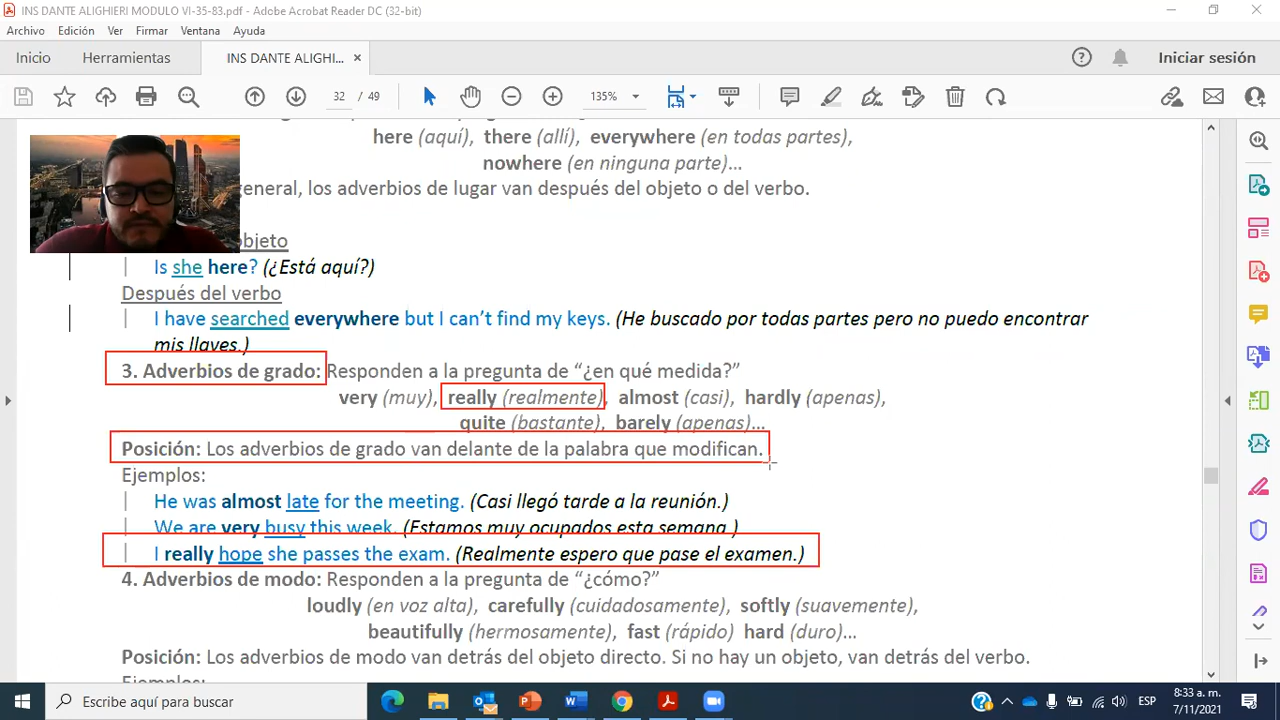 INS DANTE ALIGHIERI MODULO VI-35-83.pdf - Adobe Acrobat Reader DC (32-bit)
Archivo Edición Ver Firmar Ventana Ayuda
Inicio Herramientas INS DANTE ALIGHI... × Iniciar sesión
32 / 49 135%
here (aquí), there (allí), everywhere (en todas partes),
nowhere (en ninguna parte)…
general, los adverbios de lugar van después del objeto o del verbo.
objeto
Is she here? (¿Está aquí?)
Después del verbo
I have searched everywhere but I can’t find my keys. (He buscado por todas partes pero no puedo encontrar
mis llaves.)
3. Adverbios de grado: Responden a la pregunta de “¿en qué medida?”
very (muy), really (realmente), almost (casi), hardly (apenas),
quite (bastante), barely (apenas)…
Posición: Los adverbios de grado van delante de la palabra que modifican.
Ejemplos:
He was almost late for the meeting. (Casi llegó tarde a la reunión.)
We are very busy this week. (Estamos muy ocupados esta semana.)
I really hope she passes the exam. (Realmente espero que pase el examen.)
4. Adverbios de modo: Responden a la pregunta de “¿cómo?”
loudly (en voz alta), carefully (cuidadosamente), softly (suavemente),
beautifully (hermosamente), fast (rápido) hard (duro)…
Posición: Los adverbios de modo van detrás del objeto directo. Si no hay un objeto, van detrás del verbo.
Ejemplos:
Escribe aquí para buscar ESP 8:33 a. m.
7/11/2021